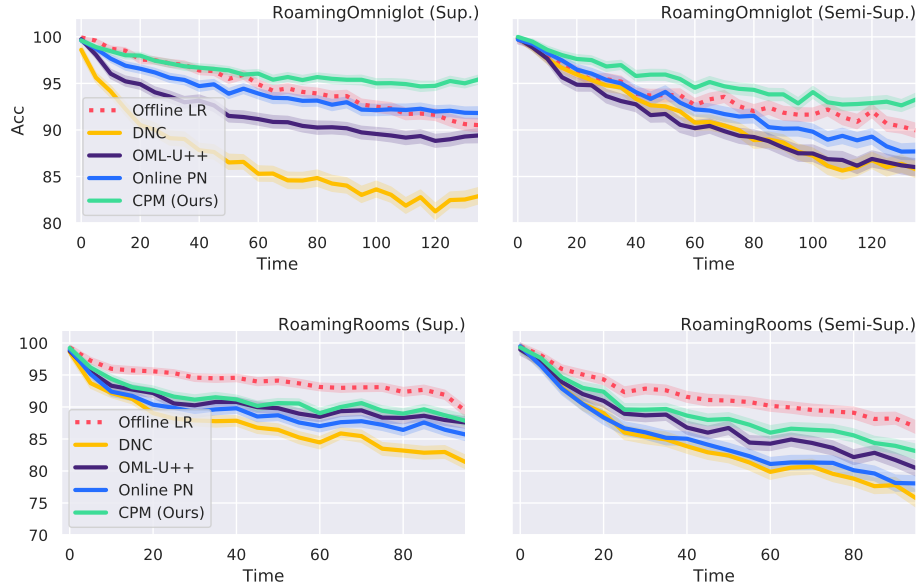 RoamingOmniglot (Sup.)
100
95
90
85
80
Acc
Offline LR
DNC
OML-U++
Online PN
CPM (Ours)
0 20 40 60 80 100 120
Time
RoamingOmniglot (Semi-Sup.)
0 20 40 60 80 100 120
Time
RoamingRooms (Sup.)
100
95
90
85
80
75
70
Offline LR
DNC
OML-U++
Online PN
CPM (Ours)
0 20 40 60 80
Time
RoamingRooms (Semi-Sup.)
0 20 40 60 80
Time